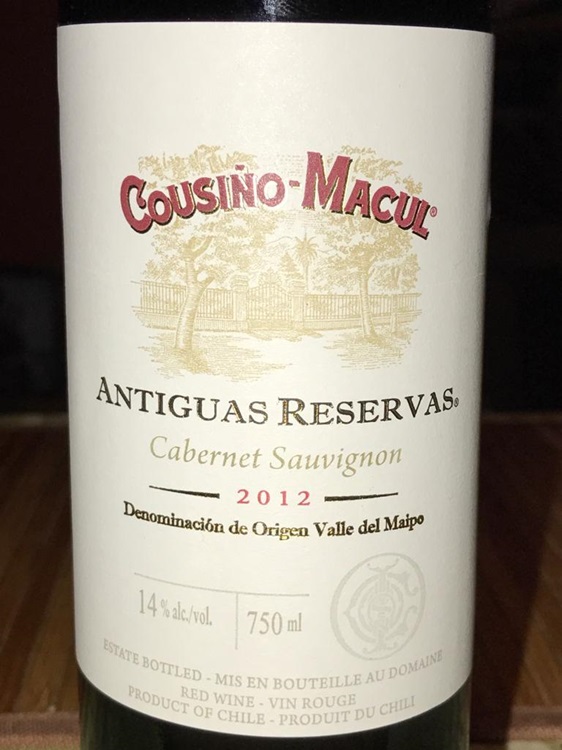 COUSIÑO-MACUL®
ANTIGUAS RESERVAS®
Cabernet Sauvignon
2012
Denominación de Origen Valle del Maipo
14% alc./vol. 750 ml
ESTATE BOTTLED - MIS EN BOUTEILLE AU DOMAINE
RED WINE - VIN ROUGE
PRODUCT OF CHILE - PRODUIT DU CHILI